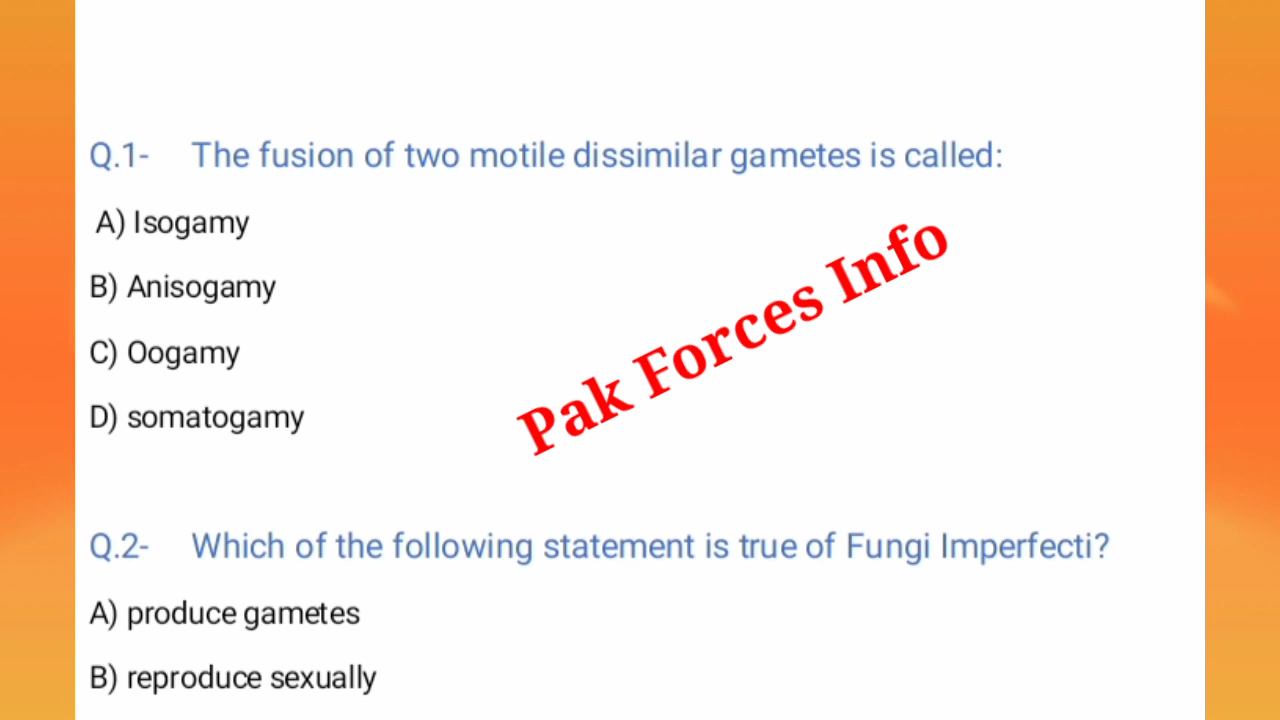 Q.1- The fusion of two motile dissimilar gametes is called:
A) Isogamy
B) Anisogamy
C) Oogamy
D) somatogamy
Pak Forces Info
Q.2- Which of the following statement is true of Fungi Imperfecti?
A) produce gametes
B) reproduce sexually